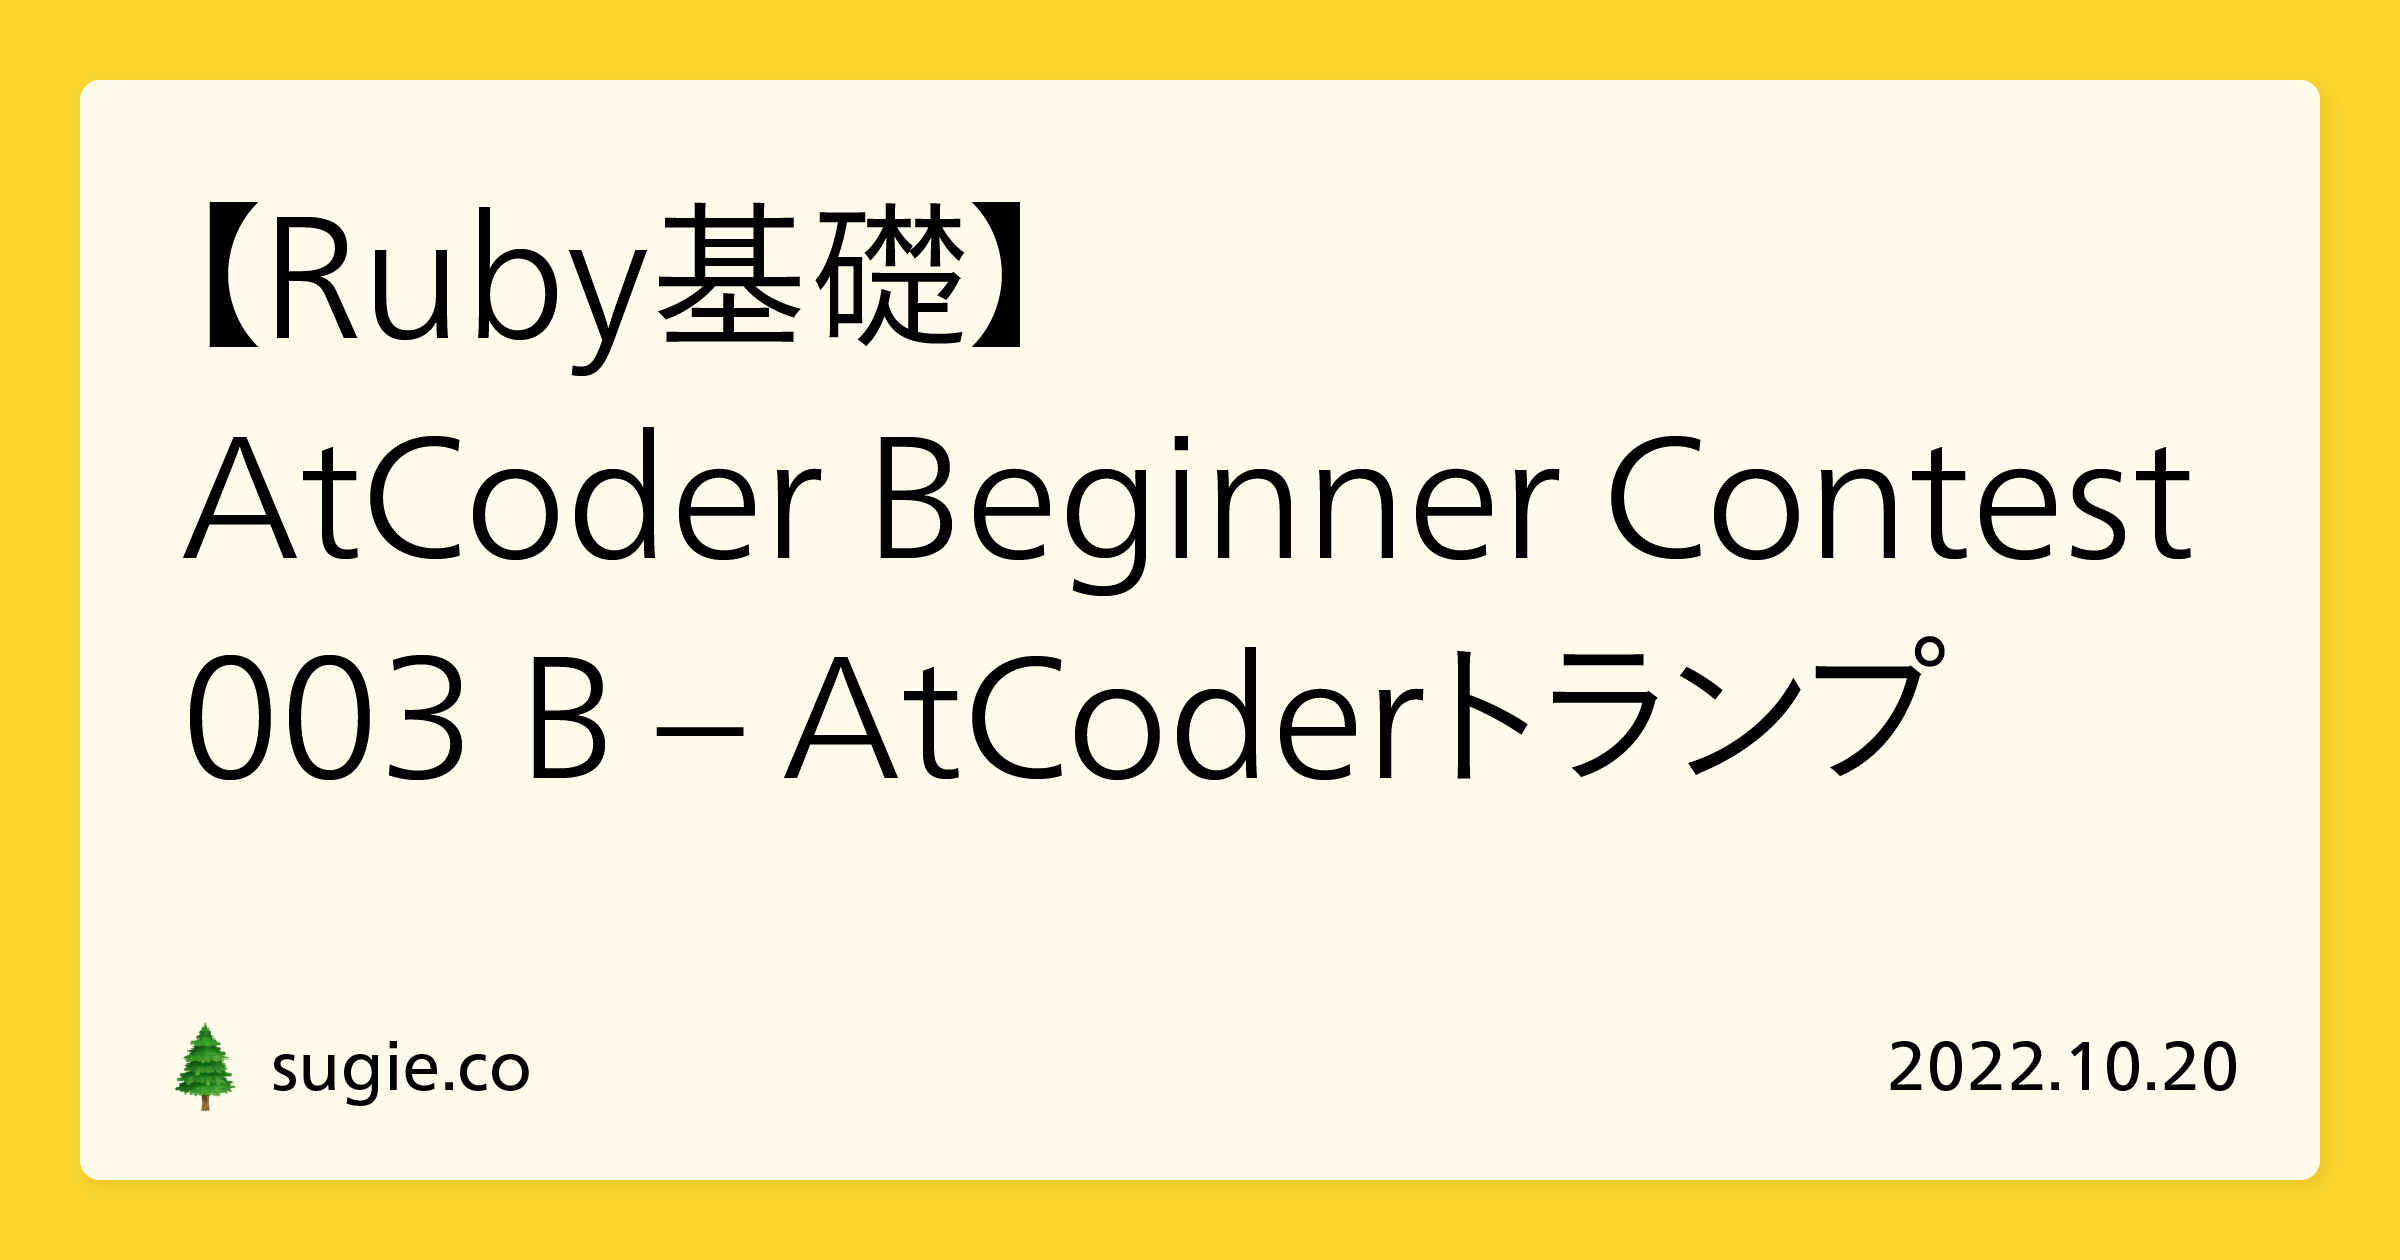 【Ruby基礎】
AtCoder Beginner Contest
003 B – AtCoderトランプ
sugie.co
2022.10.20